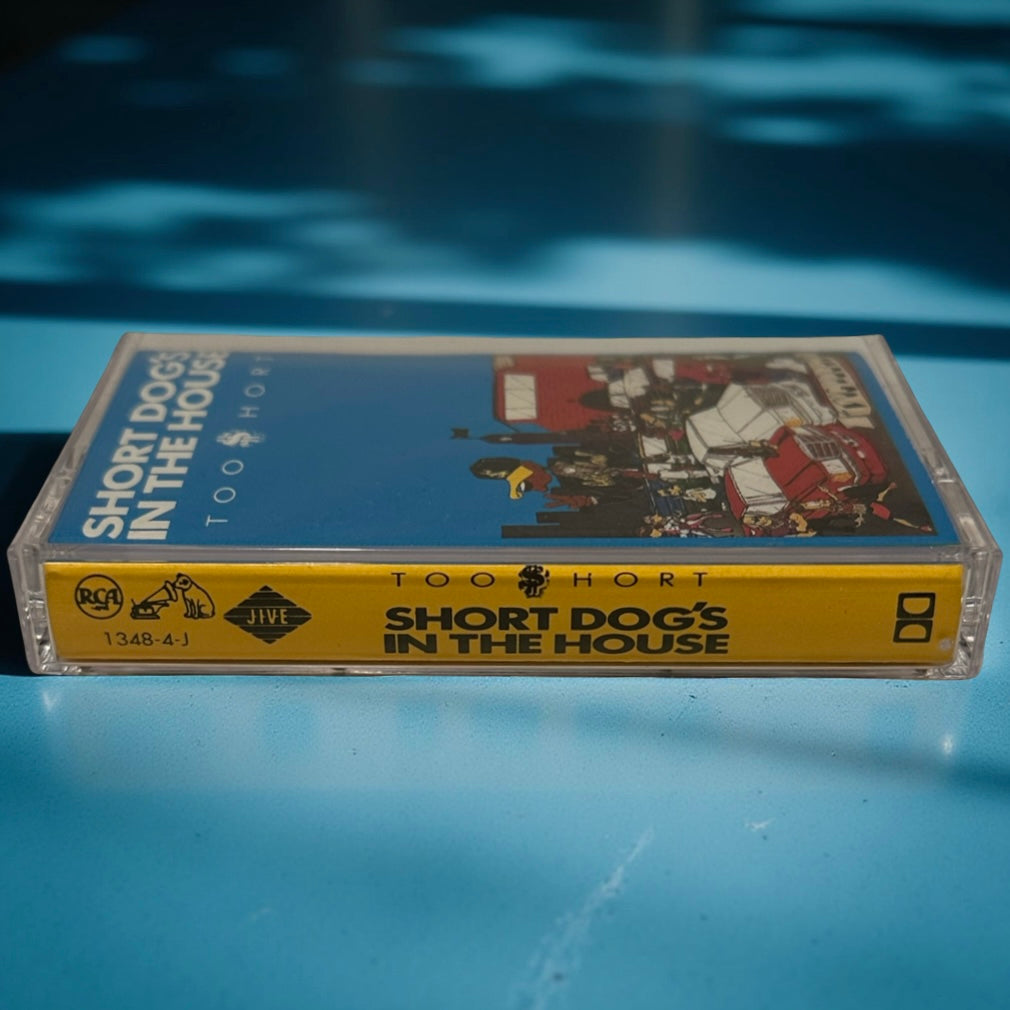 SHORT DOG'S
IN THE HOUSE
TOO $HORT
RCA
JIVE
1348-4-J
TOO $HORT
SHORT DOG'S
IN THE HOUSE